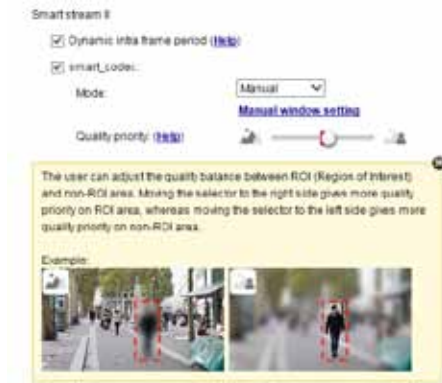 Smart stream II
Dynamic intra frame period (Help)
smart_codec:
Mode: Manual
Manual window setting
Quality priority: (Help)
The user can adjust the quality balance between ROI (Region of Interest)
and non-ROI area. Moving the selector to the right side gives more quality
priority on ROI area, whereas moving the selector to the left side gives more
quality priority on non-ROI area.
Example: